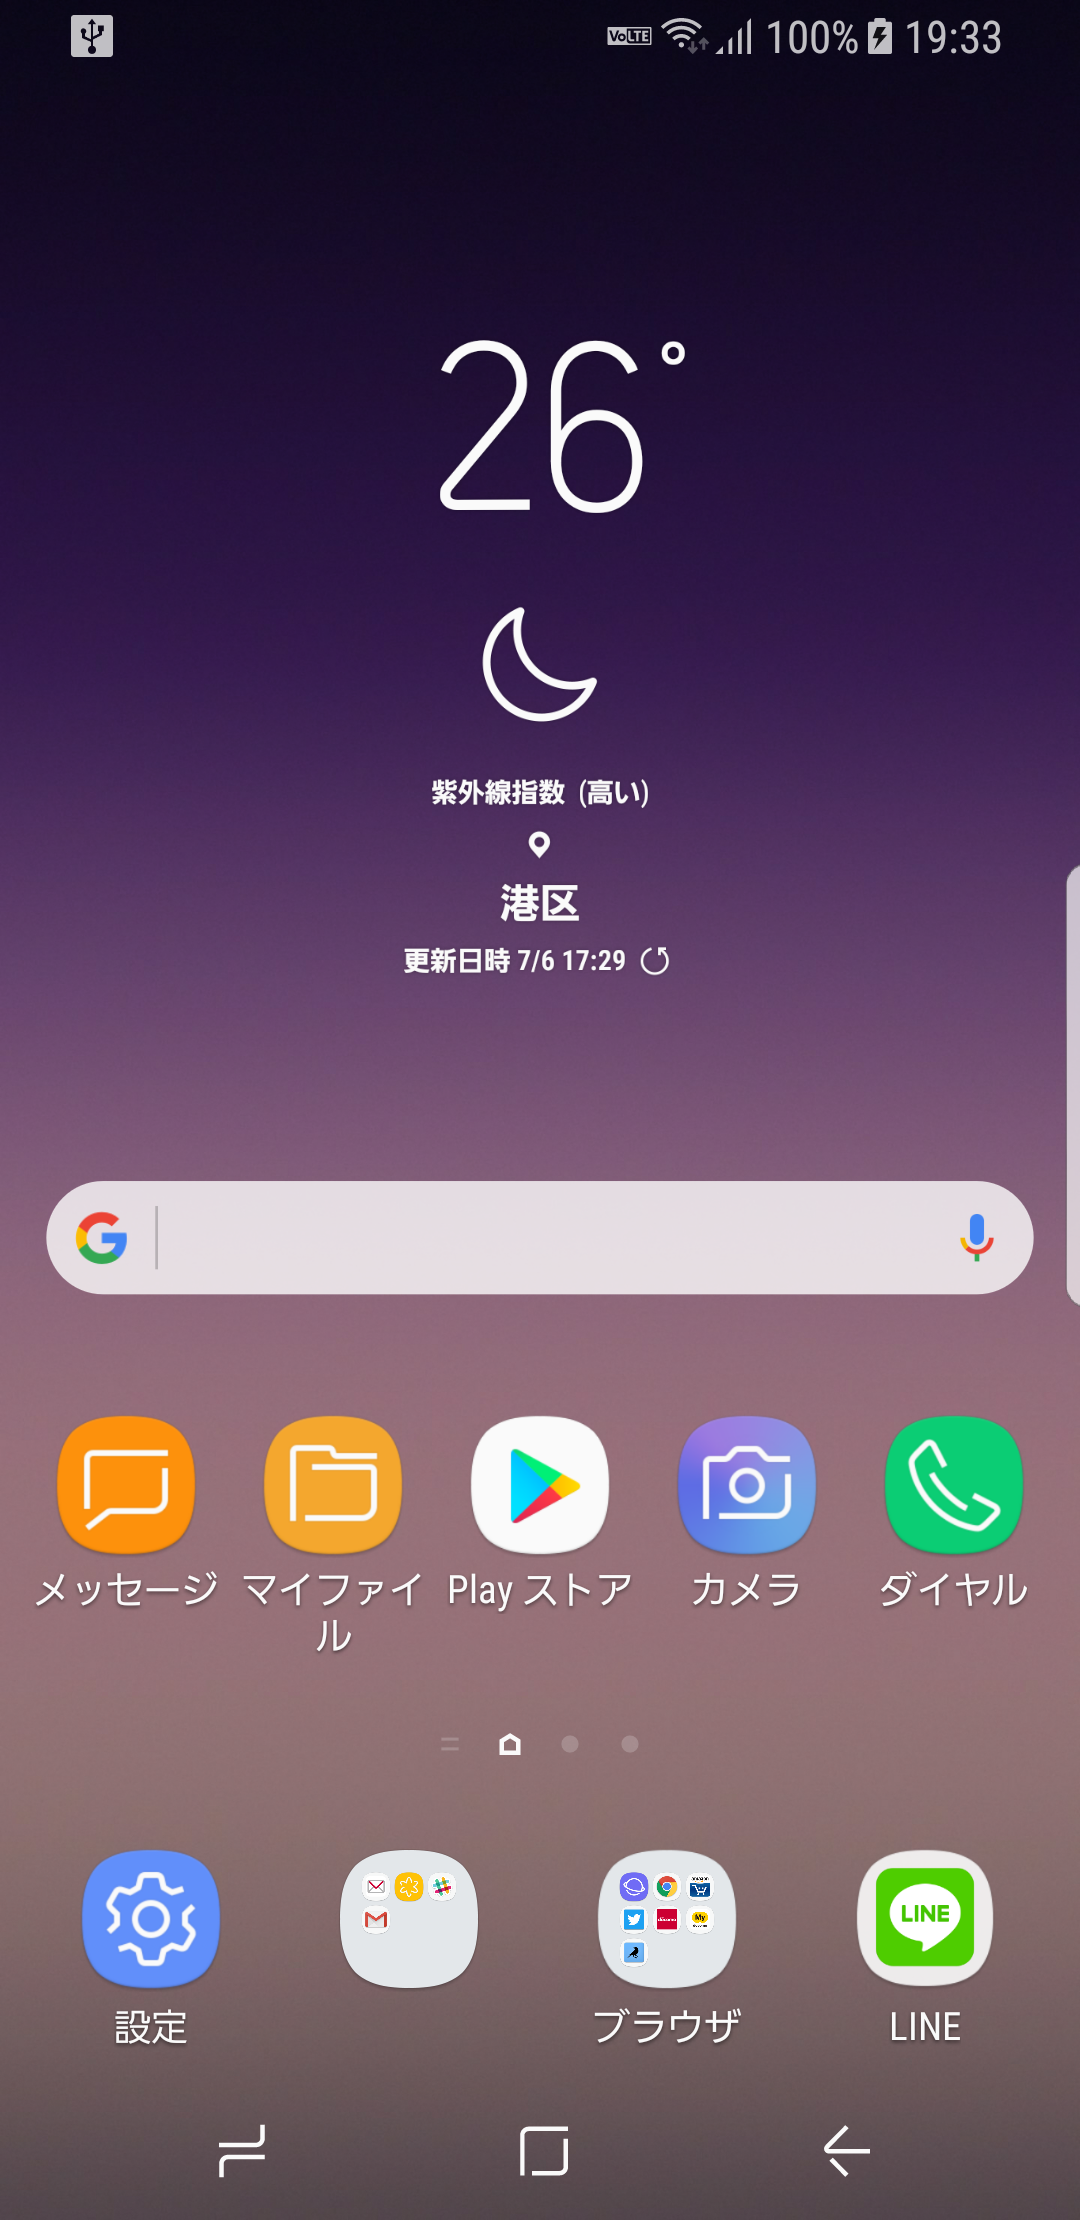 VoLTE 100% 19:33
26°
紫外線指数 (高い)
港区
更新日時 7/6 17:29
メッセージ
マイファイル
Play ストア
カメラ
ダイヤル
LINE
設定
ブラウザ
LINE